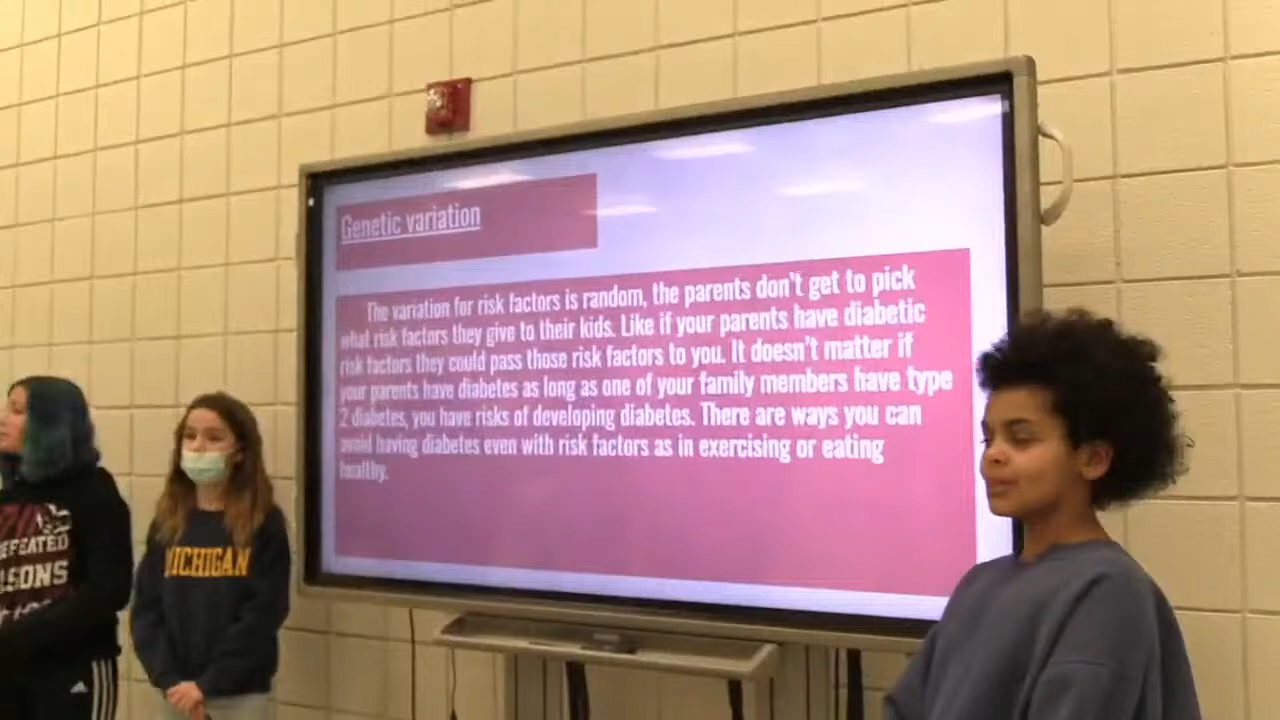 Genetic variation
The variation for risk factors is random, the parents don't get to pick
what risk factors they give to their kids. Like if your parents have diabetic
risk factors they could pass those risk factors to you. It doesn't matter if
your parents have diabetes as long as one of your family members have type
2 diabetes, you have risks of developing diabetes. There are ways you can
avoid having diabetes even with risk factors as in exercising or eating
healthy.
MICHIGAN
EFEATED
ASONS